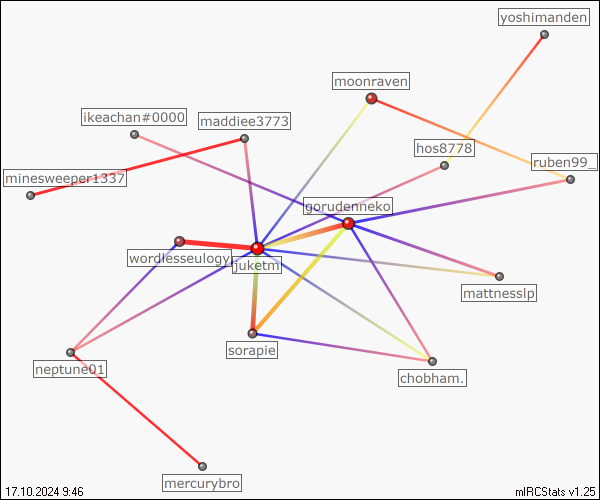 yoshimanden
moonraven
ikeachan#0000
maddiee3773
hos8778
ruben99_
minesweeper1337
gorudenneko
wordlesseulogy
juketm
mattnesslp
sorapie
neptune01
chobham.
mercurybro
17.10.2024 9:46
mIRCStats v1.25